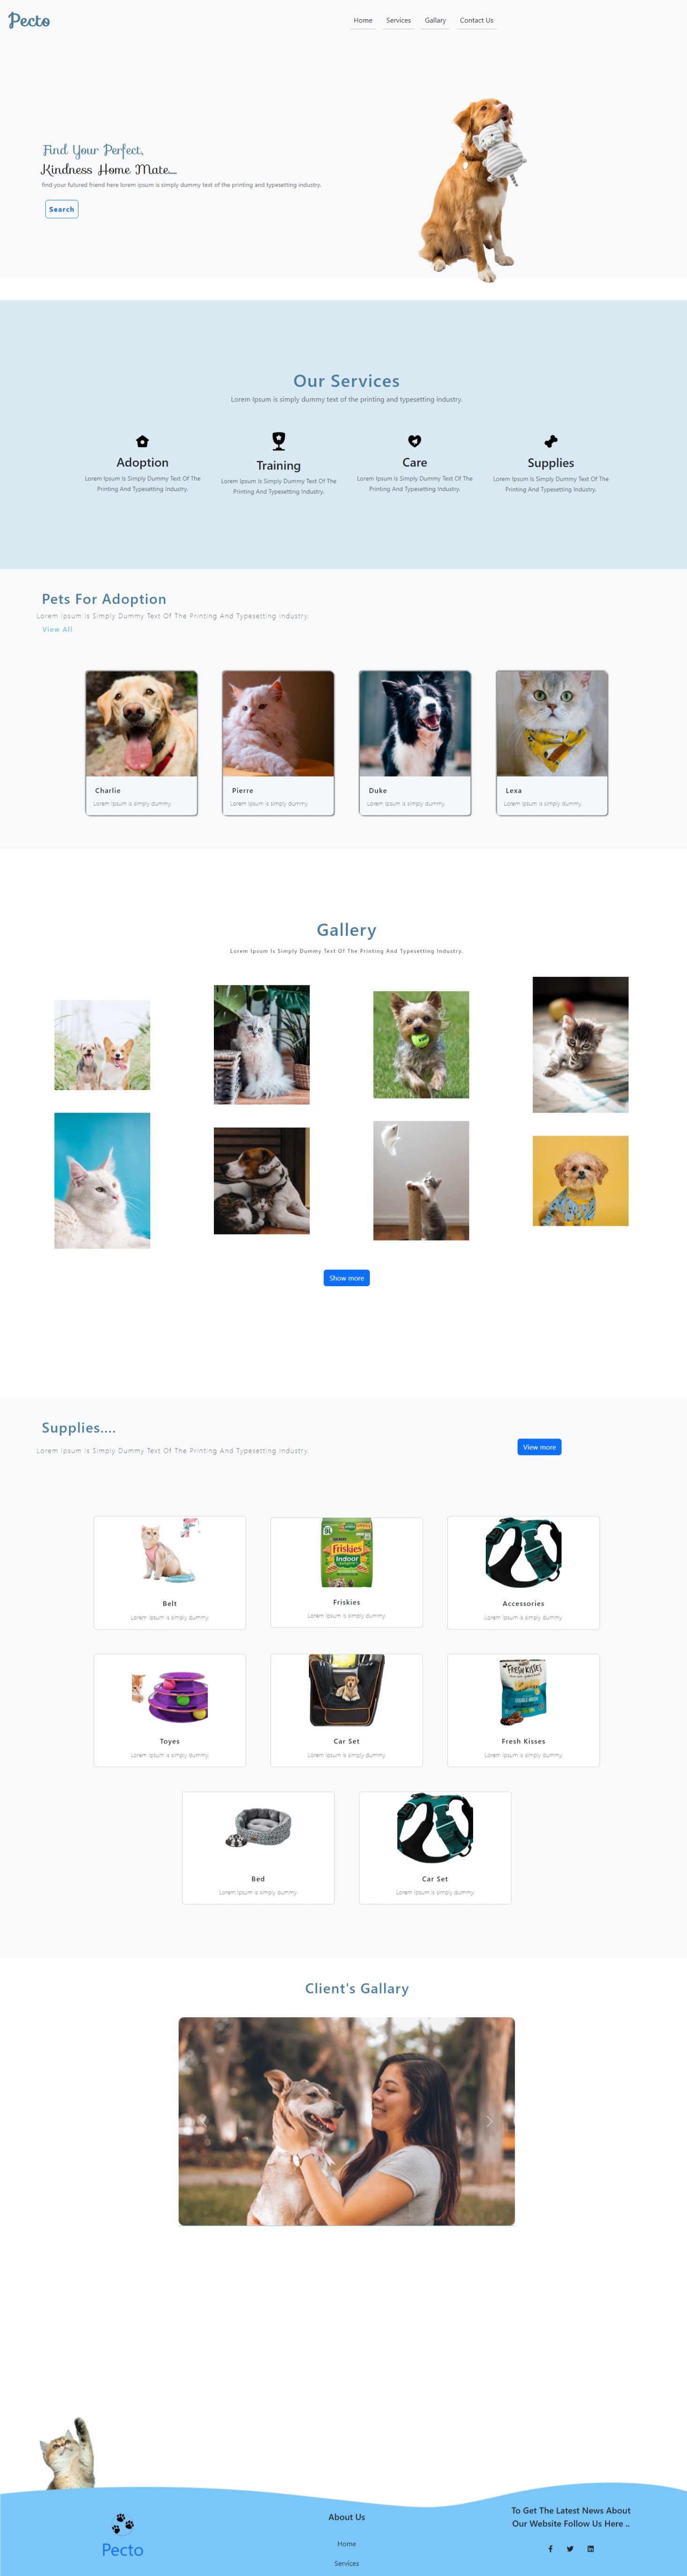 Pecto
Home Services Gallary Contact Us
Find Your Perfect,
Kindness Home Mate....
find your futured friend here lorem ipsum is simply dummy text of the printing and typesetting industry.
Search
Our Services
Lorem Ipsum is simply dummy text of the printing and typesetting industry.
Adoption
Lorem Ipsum Is Simply Dummy Text Of The
Printing And Typesetting Industry.
Training
Lorem Ipsum Is Simply Dummy Text Of The
Printing And Typesetting Industry.
Care
Lorem Ipsum Is Simply Dummy Text Of The
Printing And Typesetting Industry.
Supplies
Lorem Ipsum Is Simply Dummy Text Of The
Printing And Typesetting Industry.
Pets For Adoption
Lorem Ipsum Is Simply Dummy Text Of The Printing And Typesetting Industry.
View All
Charlie
Lorem Ipsum is simply dummy.
Pierre
Lorem Ipsum is simply dummy.
Duke
Lorem Ipsum is simply dummy.
Lexa
Lorem Ipsum is simply dummy.
Gallery
Lorem Ipsum Is Simply Dummy Text Of The Printing And Typesetting Industry.
Show more
Supplies....
Lorem Ipsum Is Simply Dummy Text Of The Printing And Typesetting Industry.
View more
Belt
Lorem Ipsum is simply dummy.
Friskies
Indoor
Friskies
Lorem Ipsum is simply dummy.
Accessories
Lorem Ipsum is simply dummy.
Toyes
Lorem Ipsum is simply dummy.
Car Set
Lorem Ipsum is simply dummy.
FRESH KISSES
Fresh Kisses
Lorem Ipsum is simply dummy.
Bed
Lorem Ipsum is simply dummy.
Car Set
Lorem Ipsum is simply dummy.
Client's Gallary
Pecto
About Us
Home
Services
To Get The Latest News About
Our Website Follow Us Here ..